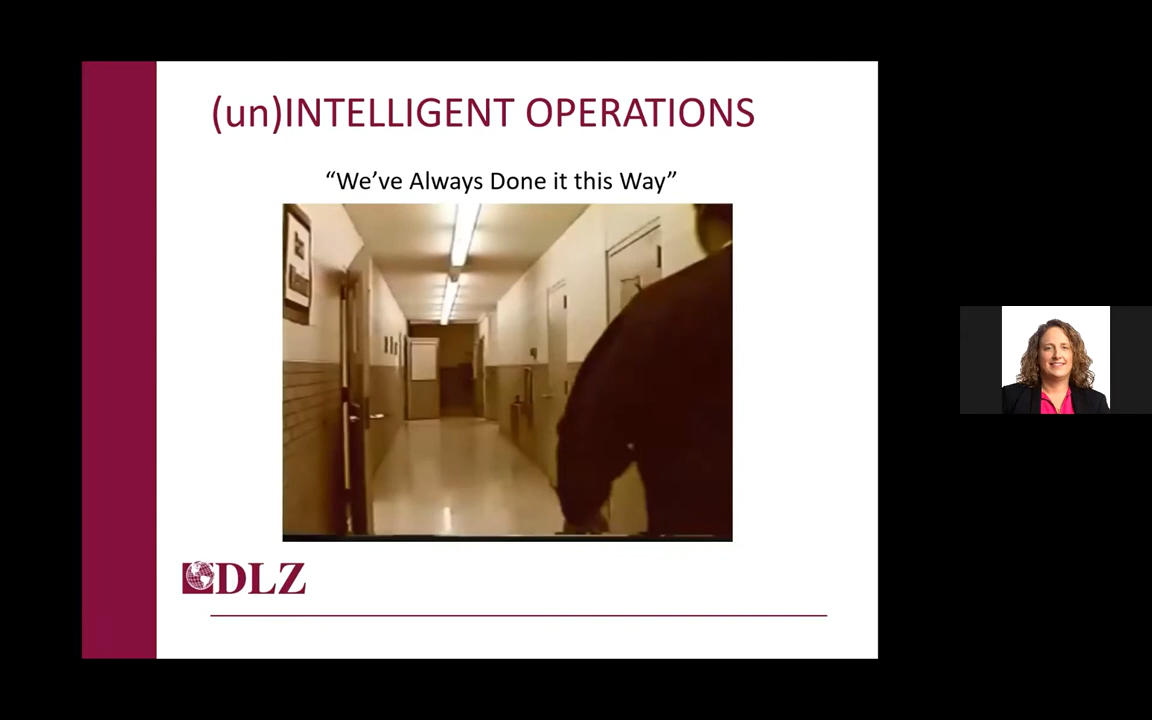 (un)INTELLIGENT OPERATIONS
“We’ve Always Done it this Way”
DLZ